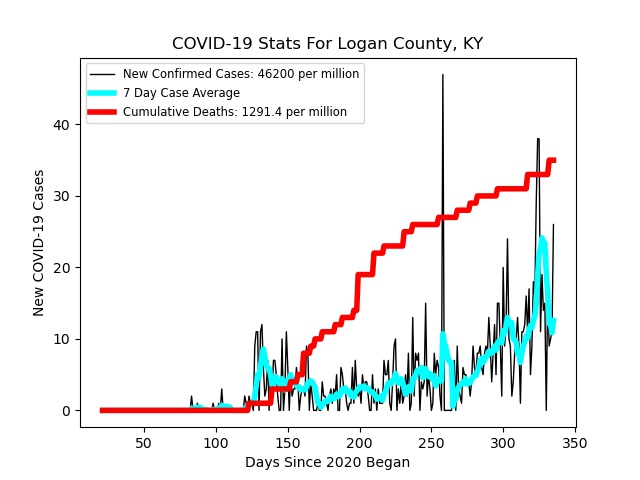 COVID-19 Stats For Logan County, KY
New Confirmed Cases: 46200 per million
7 Day Case Average
Cumulative Deaths: 1291.4 per million
New COVID-19 Cases
40
30
20
10
0
50 100 150 200 250 300 350
Days Since 2020 Began